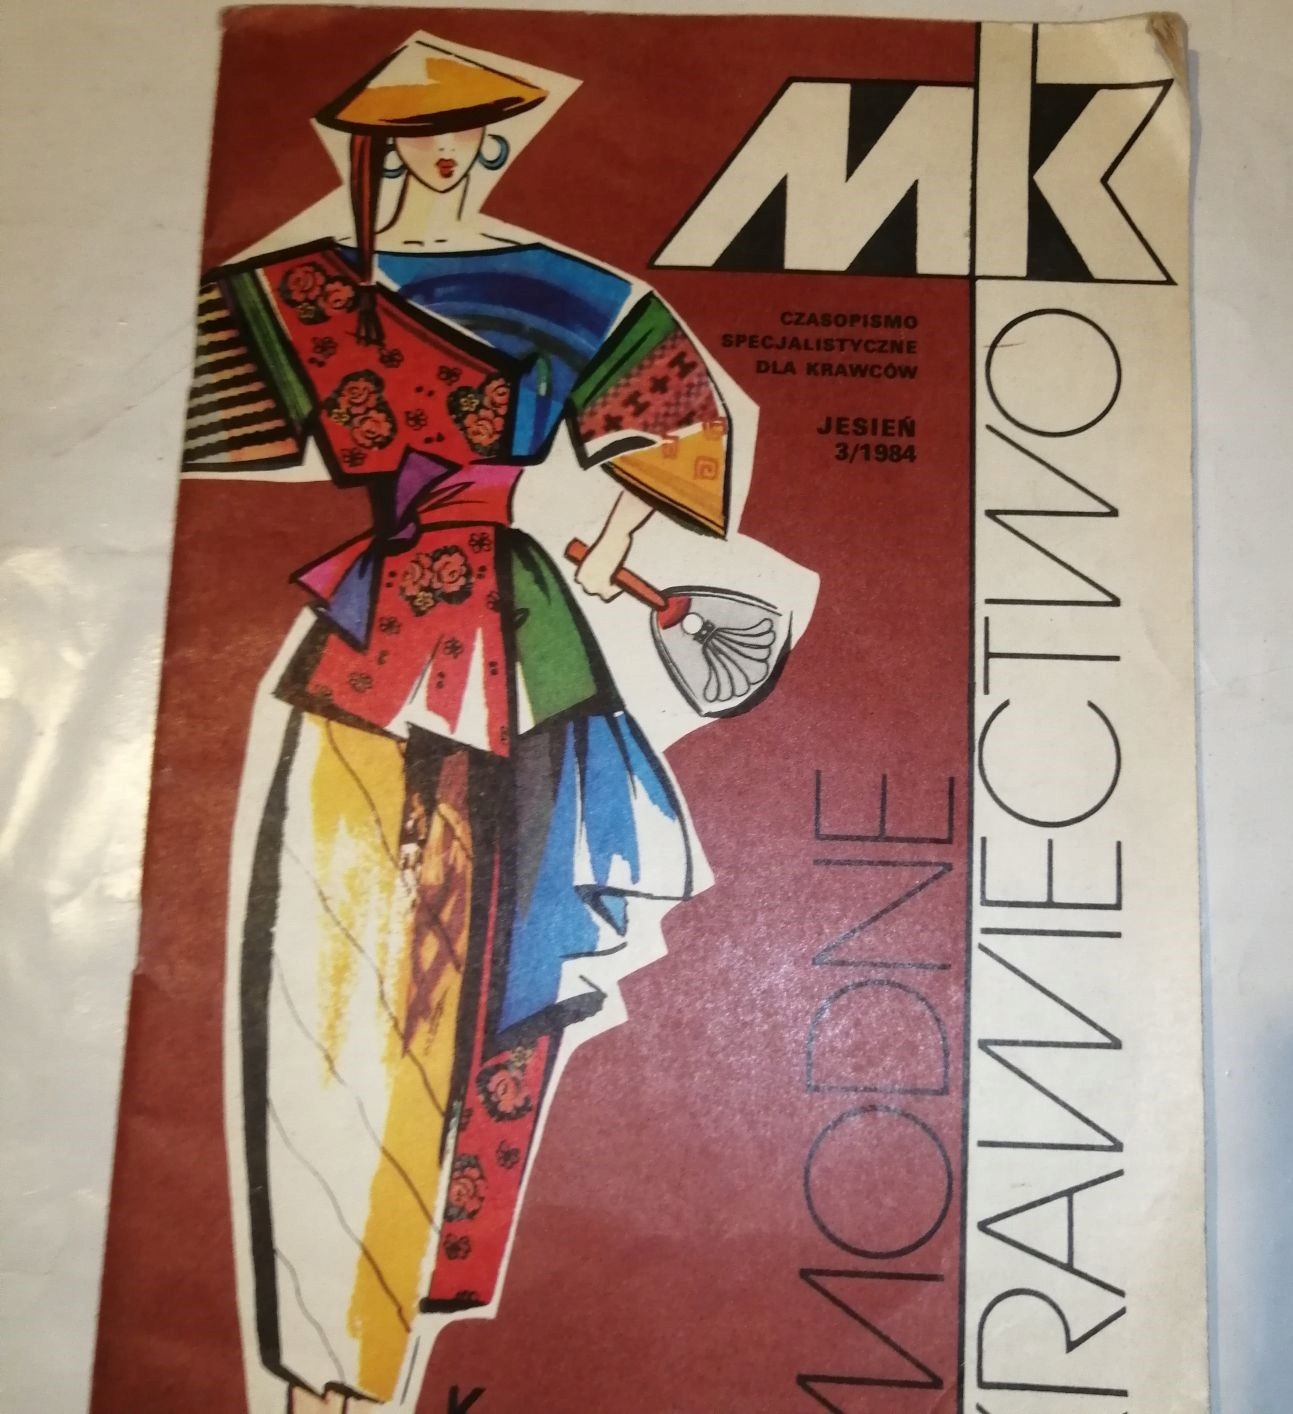 MK
CZASOPISMO
SPECJALISTYCZNE
DLA KRAWCÓW
JESIEŃ
3/1984
MODNE
KRAWIECTWO
K